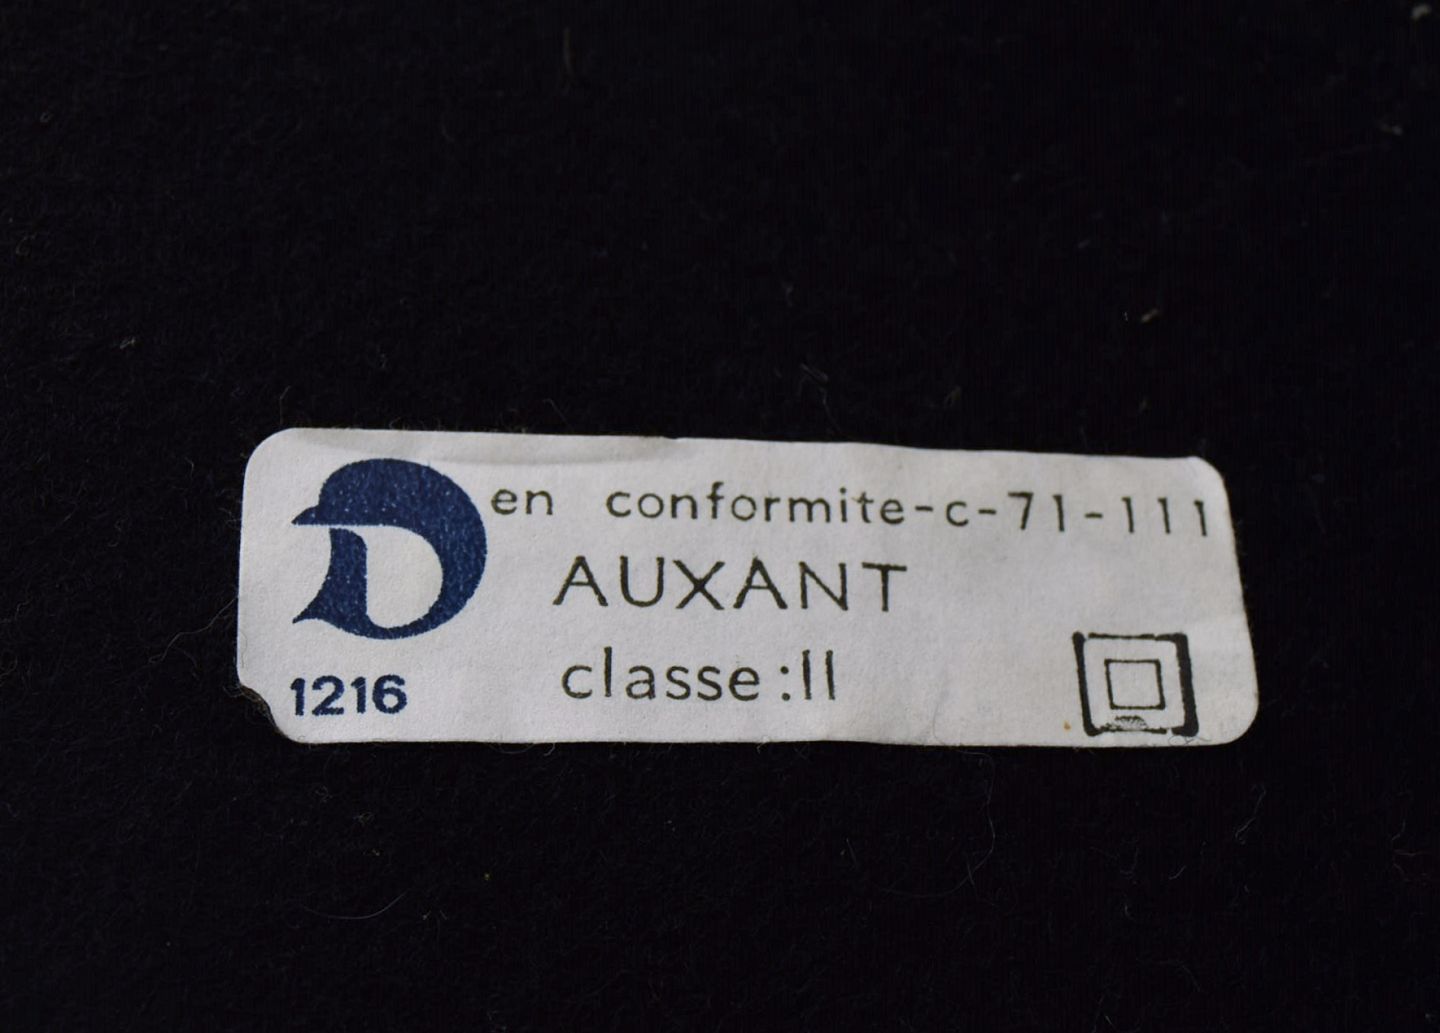 D en conformite-c-71-111
AUXANT
classe:II
1216